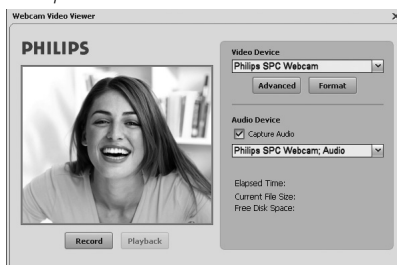 Webcam Video Viewer
PHILIPS
Video Device
Philips SPC Webcam
Advanced Format
Audio Device
Capture Audio
Philips SPC Webcam; Audio
Elapsed Time:
Current File Size:
Free Disk Space:
Record Playback